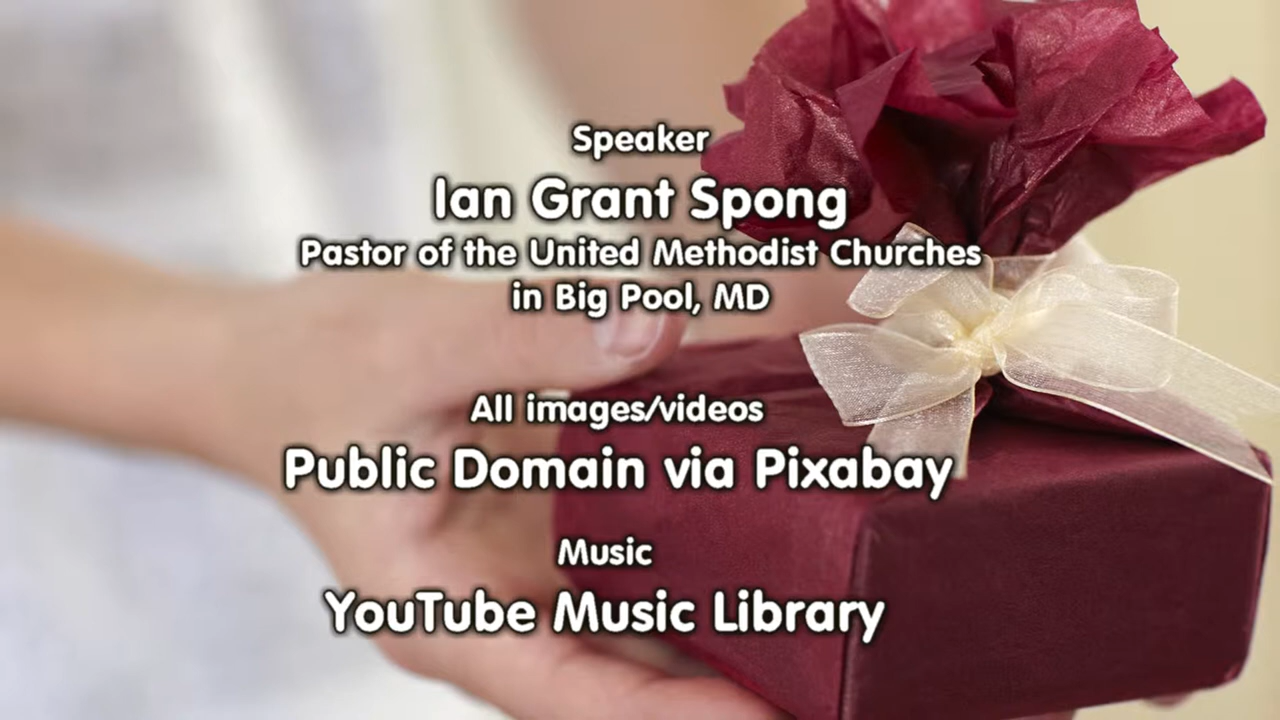 Speaker
Ian Grant Spong
Pastor of the United Methodist Churches
in Big Pool, MD
All images/videos
Public Domain via Pixabay
Music
YouTube Music Library